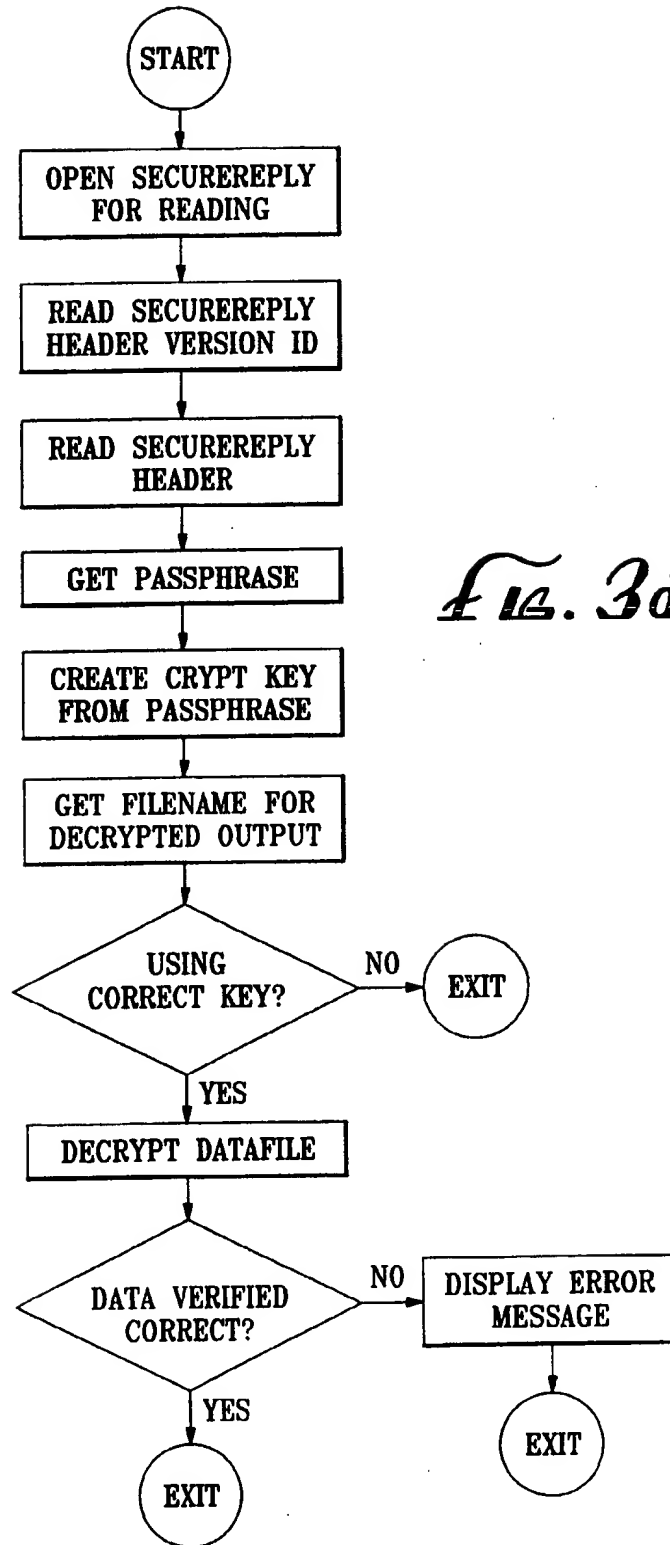 START
OPEN SECUREREPLY
FOR READING
READ SECUREREPLY
HEADER VERSION ID
READ SECUREREPLY
HEADER
GET PASSPHRASE
CREATE CRYPT KEY
FROM PASSPHRASE
GET FILENAME FOR
DECRYPTED OUTPUT
USING
CORRECT KEY?
NO
EXIT
YES
DECRYPT DATAFILE
DATA VERIFIED
CORRECT?
NO
DISPLAY ERROR
MESSAGE
YES
EXIT
EXIT
FIG. 3d